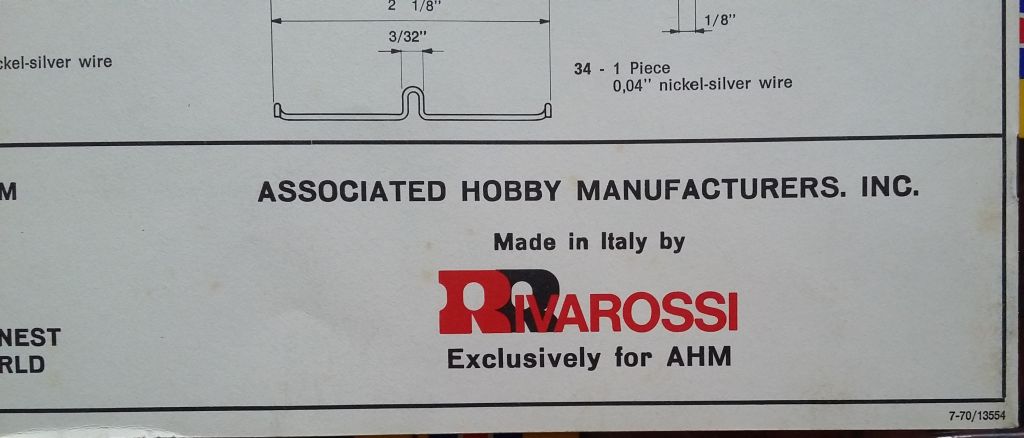 2 1/8"
1/8"
3/32"
ckel-silver wire
34 - 1 Piece
0,04" nickel-silver wire
M
ASSOCIATED HOBBY MANUFACTURERS. INC.
Made in Italy by
RIVAROSSI
Exclusively for AHM
NEST
RLD
7-70/13554